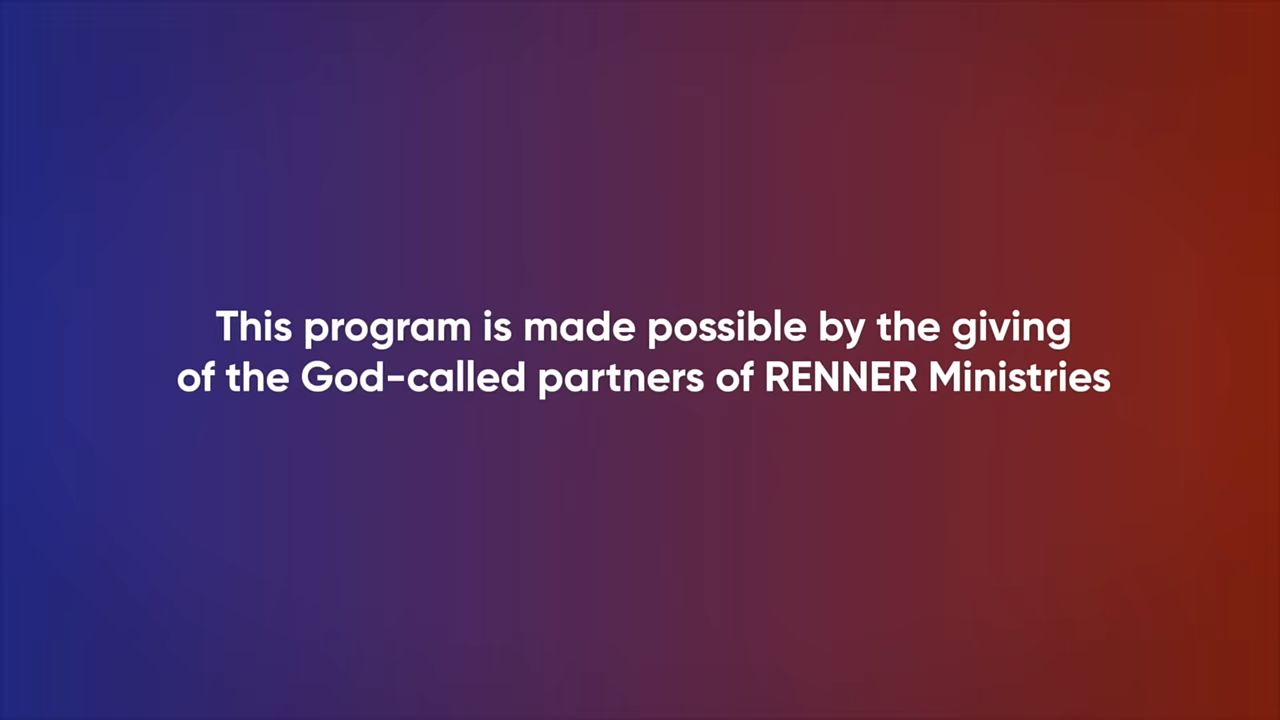 This program is made possible by the giving
of the God-called partners of RENNER Ministries